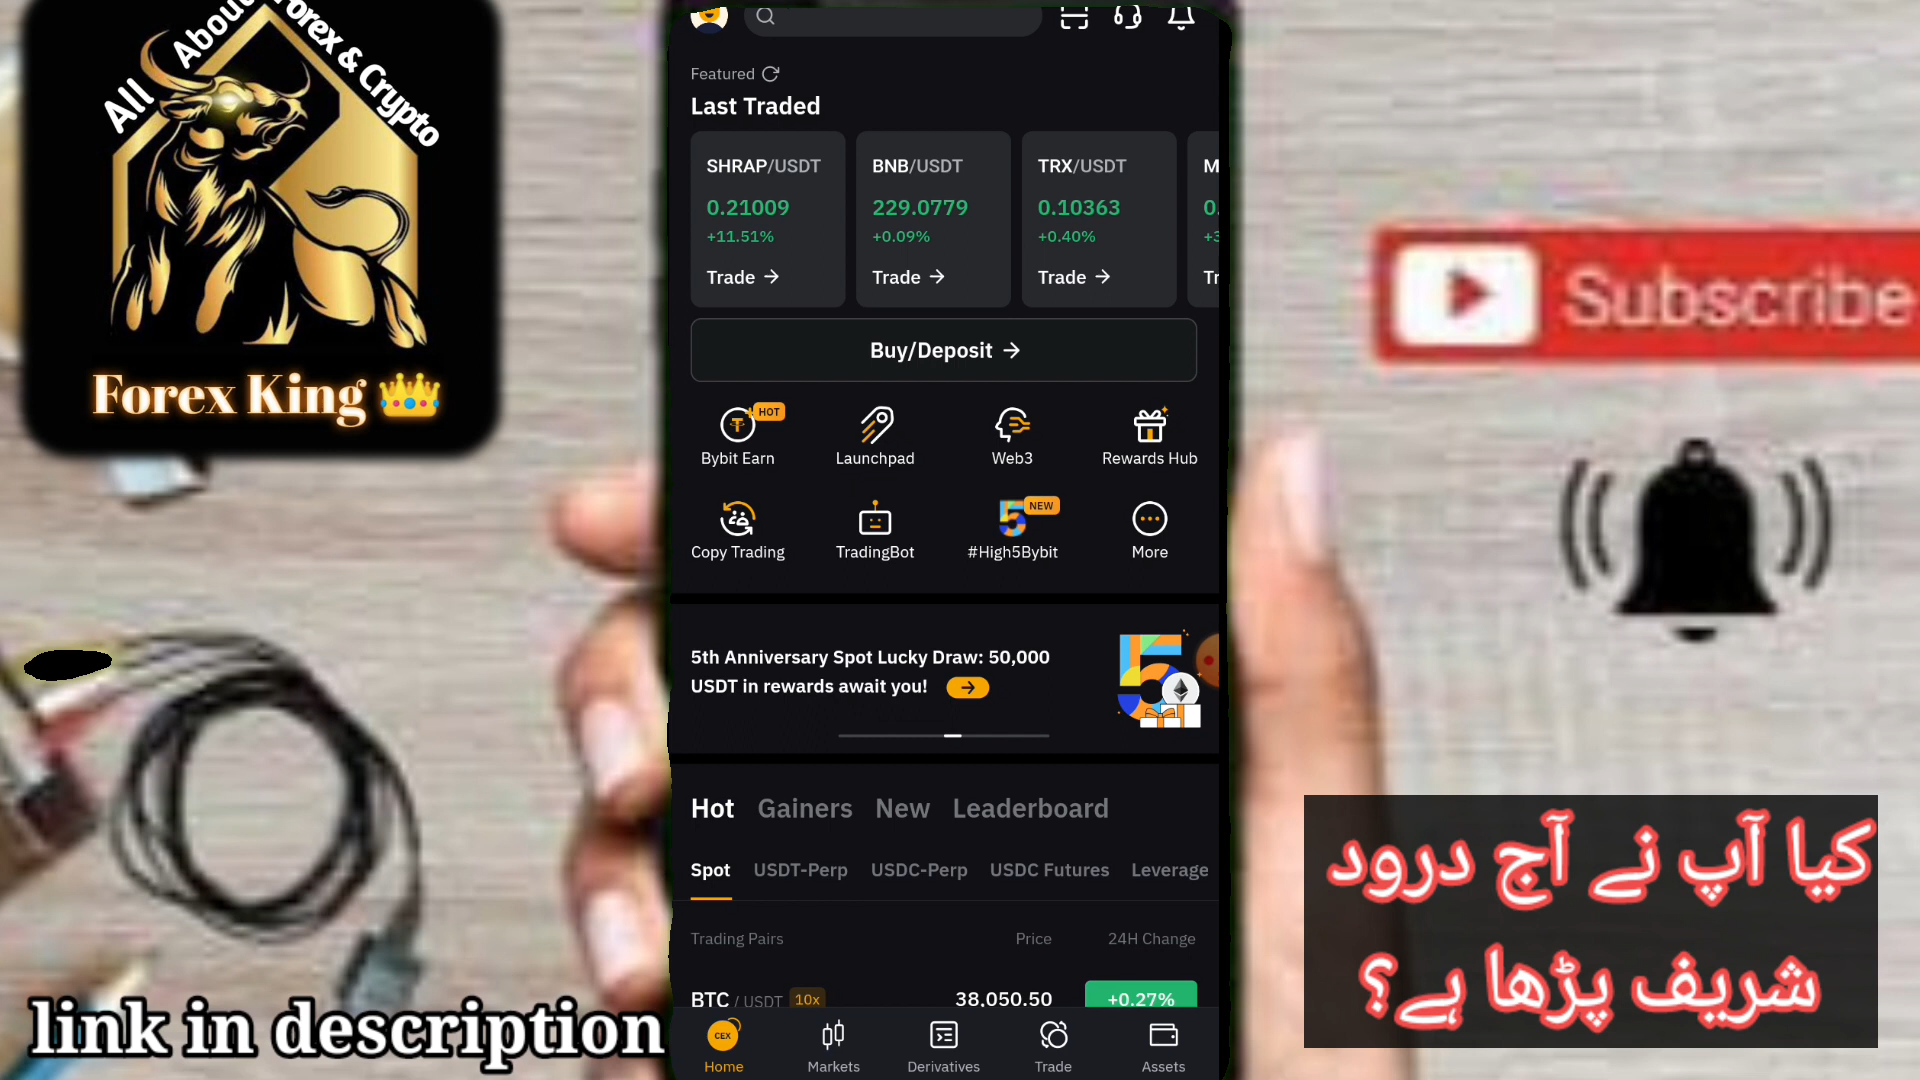 All About Forex & Crypto
Forex King
link in description
Featured
Last Traded
SHRAP/USDT
0.21009
+11.51%
Trade →
BNB/USDT
229.0779
+0.09%
Trade →
TRX/USDT
0.10363
+0.40%
Trade →
M
0.
+3
Tr
Buy/Deposit →
HOT
Bybit Earn
Launchpad
Web3
Rewards Hub
Copy Trading
TradingBot
NEW
#High5Bybit
More
5th Anniversary Spot Lucky Draw: 50,000
USDT in rewards await you! →
Hot Gainers New Leaderboard
Spot USDT-Perp USDC-Perp USDC Futures Leverage
Trading Pairs Price 24H Change
BTC / USDT 10x 38,050.50 +0.27%
CEX
Home Markets Derivatives Trade Assets
Subscribe
کیا آپ نے آج درود
شریف پڑھا ہے؟